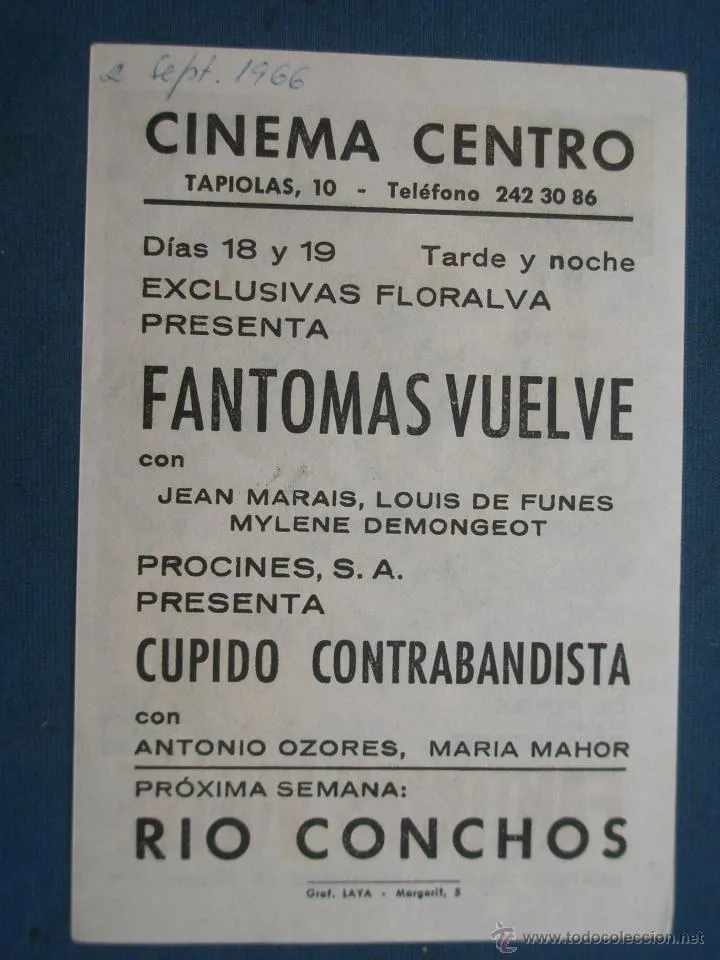 2 Sept. 1966
CINEMA CENTRO
TAPIOLAS, 10 - Teléfono 242 30 86
Días 18 y 19 Tarde y noche
EXCLUSIVAS FLORALVA
PRESENTA
FANTOMAS VUELVE
con
JEAN MARAIS, LOUIS DE FUNES
MYLENE DEMONGEOT
PROCINES, S. A.
PRESENTA
CUPIDO CONTRABANDISTA
con
ANTONIO OZORES, MARIA MAHOR
PRÓXIMA SEMANA:
RIO CONCHOS
Graf. LAYA - Margarit, 5
© www.todocoleccion.net